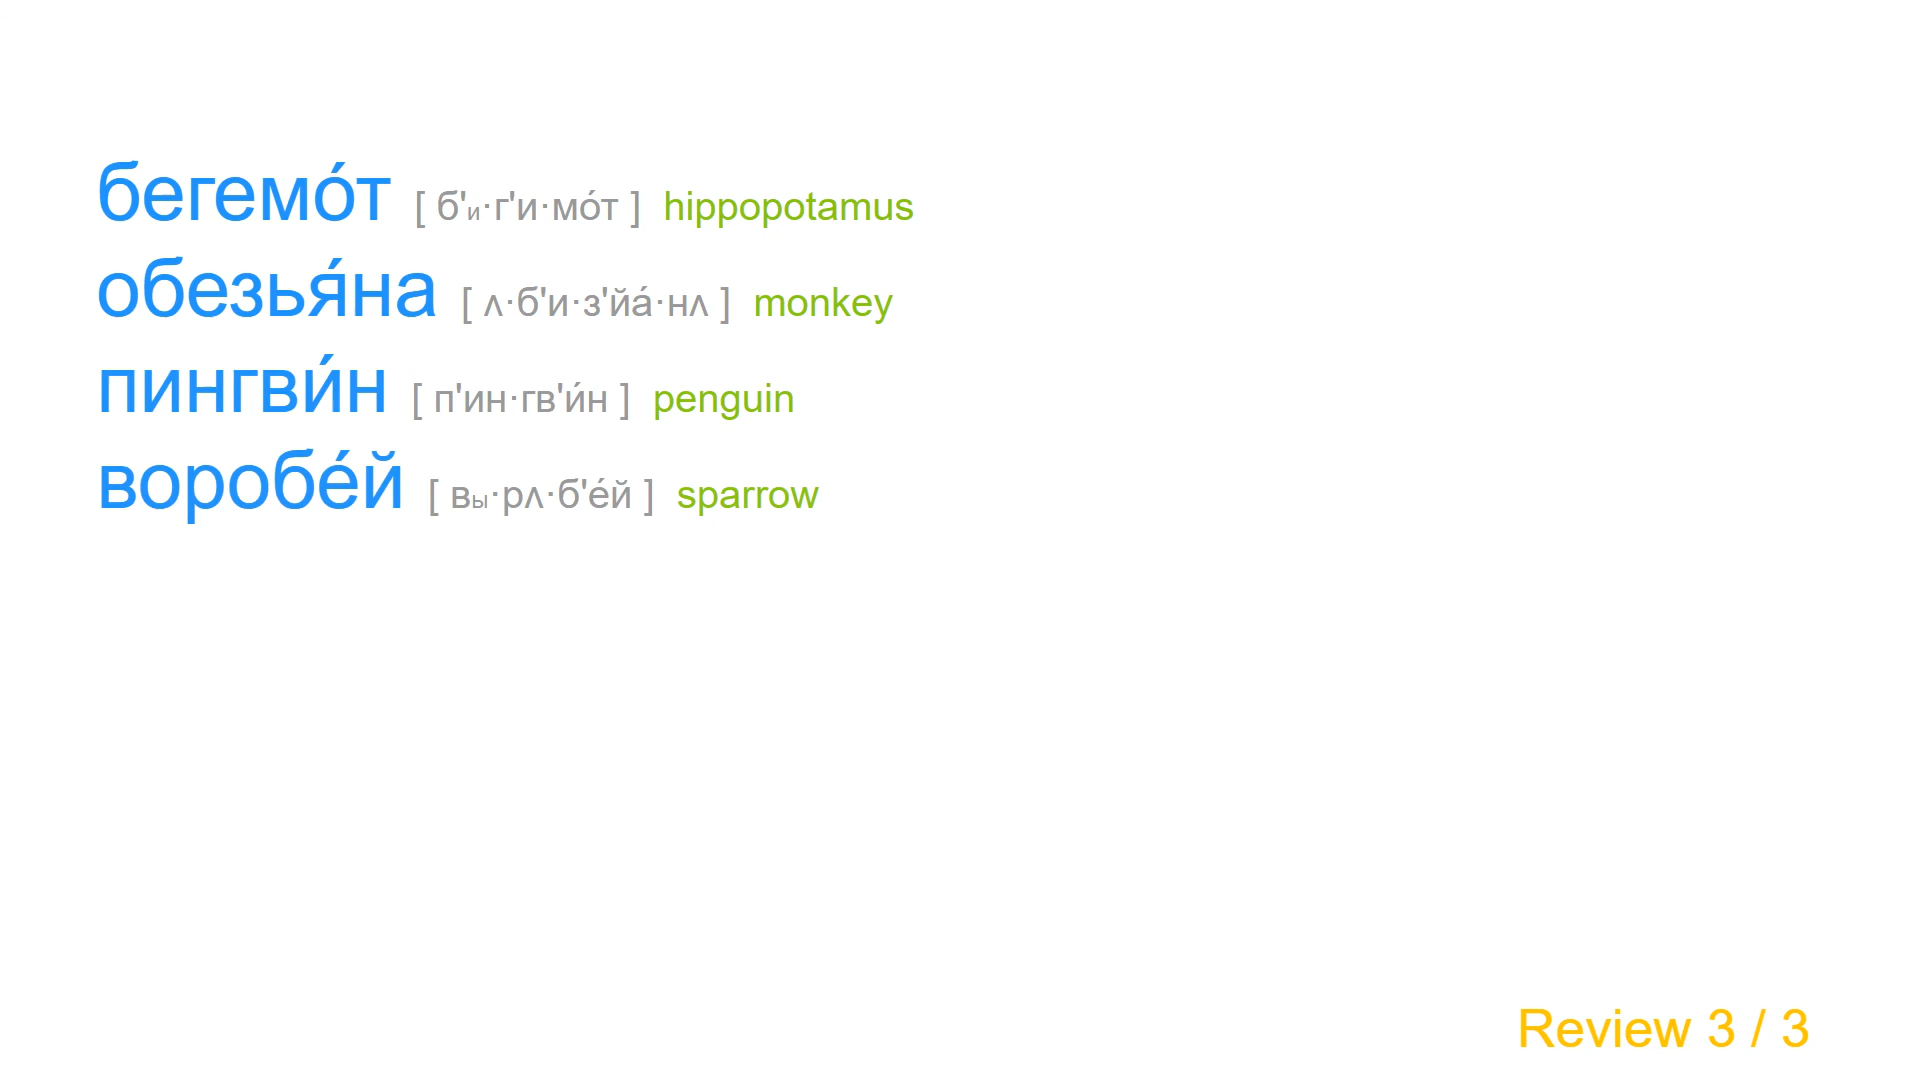 бегемо́т [ б'и·г'и·мо́т ] hippopotamus
обезья́на [ ʌ·б'и·з'йа́·нʌ ] monkey
пингви́н [ п'ин·гв'и́н ] penguin
воробе́й [ вы·рʌ·б'е́й ] sparrow
Review 3 / 3